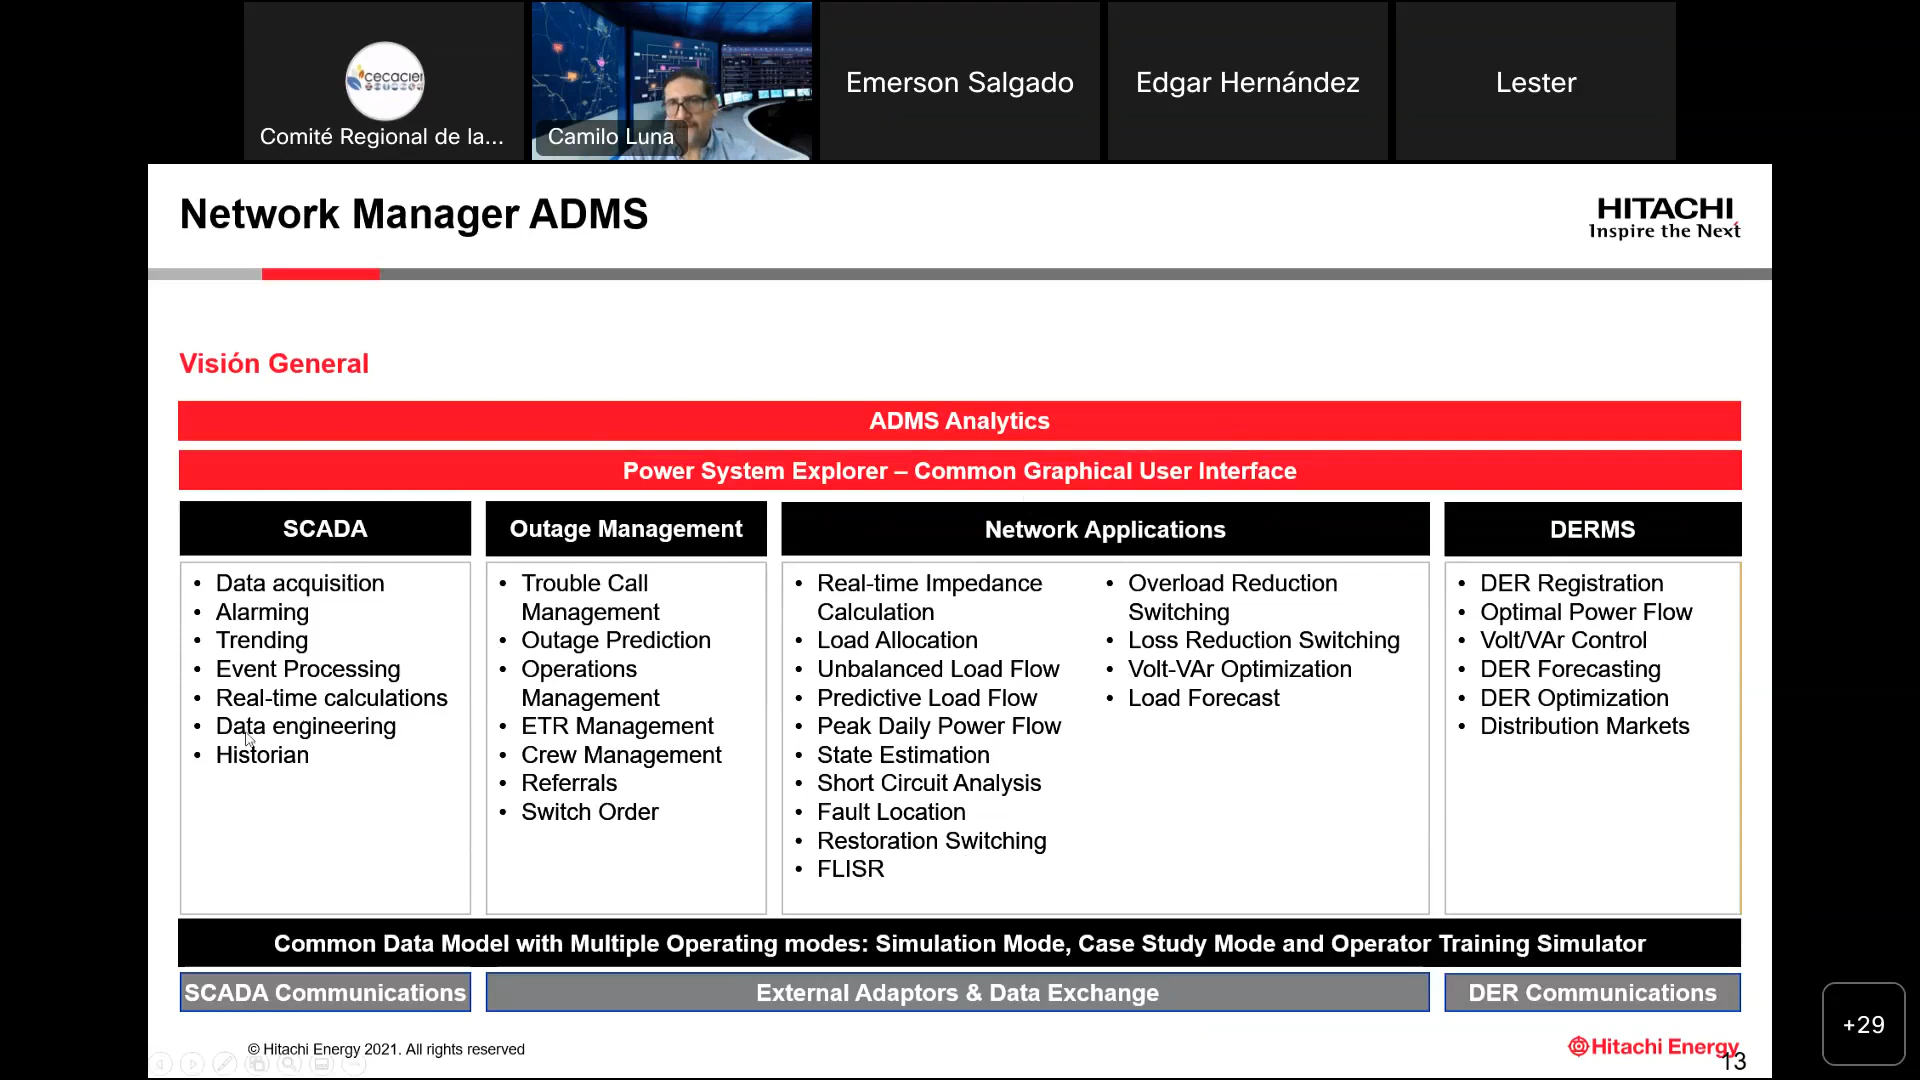 cecacier
Comité Regional de la...
Camilo Luna
Emerson Salgado
Edgar Hernández
Lester
Network Manager ADMS
HITACHI
Inspire the Next
Visión General
ADMS Analytics
Power System Explorer – Common Graphical User Interface
SCADA
• Data acquisition
• Alarming
• Trending
• Event Processing
• Real-time calculations
• Data engineering
• Historian
Outage Management
• Trouble Call
Management
• Outage Prediction
• Operations
Management
• ETR Management
• Crew Management
• Referrals
• Switch Order
Network Applications
• Real-time Impedance
Calculation
• Load Allocation
• Unbalanced Load Flow
• Predictive Load Flow
• Peak Daily Power Flow
• State Estimation
• Short Circuit Analysis
• Fault Location
• Restoration Switching
• FLISR
• Overload Reduction
Switching
• Loss Reduction Switching
• Volt-VAr Optimization
• Load Forecast
DERMS
• DER Registration
• Optimal Power Flow
• Volt/VAr Control
• DER Forecasting
• DER Optimization
• Distribution Markets
Common Data Model with Multiple Operating modes: Simulation Mode, Case Study Mode and Operator Training Simulator
SCADA Communications
External Adaptors & Data Exchange
DER Communications
© Hitachi Energy 2021. All rights reserved
Hitachi Energy
13
+29